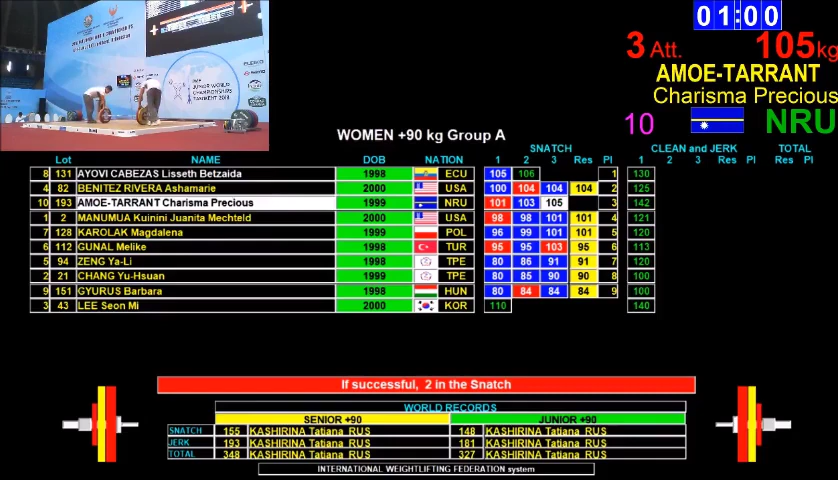 01:00
3 Att. 105kg
AMOE-TARRANT
Charisma Precious
10 NRU
IWF
JUNIOR WORLD
CHAMPIONSHIPS
TASHKENT 2018
WOMEN +90 kg Group A
SNATCH CLEAN and JERK TOTAL
Lot NAME DOB NATION 1 2 3 Res Pl 1 2 3 Res Pl Res Pl
8 131 AYOVI CABEZAS Lisseth Betzaida 1998 ECU 105 106 1 130
4 82 BENITEZ RIVERA Ashamarie 2000 USA 100 104 104 104 2 125
10 193 AMOE-TARRANT Charisma Precious 1999 NRU 101 103 105 3 142
1 2 MANUMUA Kuinini Juanita Mechteld 2000 USA 98 98 101 101 4 121
7 128 KAROLAK Magdalena 1999 POL 96 99 101 101 5 120
6 112 GUNAL Melike 1998 TUR 95 95 103 95 6 113
5 94 ZENG Ya-Li 1998 TPE 80 86 91 91 7 120
2 21 CHANG Yu-Hsuan 1999 TPE 80 85 90 90 8 100
9 151 GYURUS Barbara 1998 HUN 80 84 84 84 9 100
3 43 LEE Seon Mi 2000 KOR 110 140
If successful, 2 in the Snatch
WORLD RECORDS
SENIOR +90 JUNIOR +90
SNATCH 155 KASHIRINA Tatiana RUS 148 KASHIRINA Tatiana RUS
JERK 193 KASHIRINA Tatiana RUS 181 KASHIRINA Tatiana RUS
TOTAL 348 KASHIRINA Tatiana RUS 327 KASHIRINA Tatiana RUS
INTERNATIONAL WEIGHTLIFTING FEDERATION system